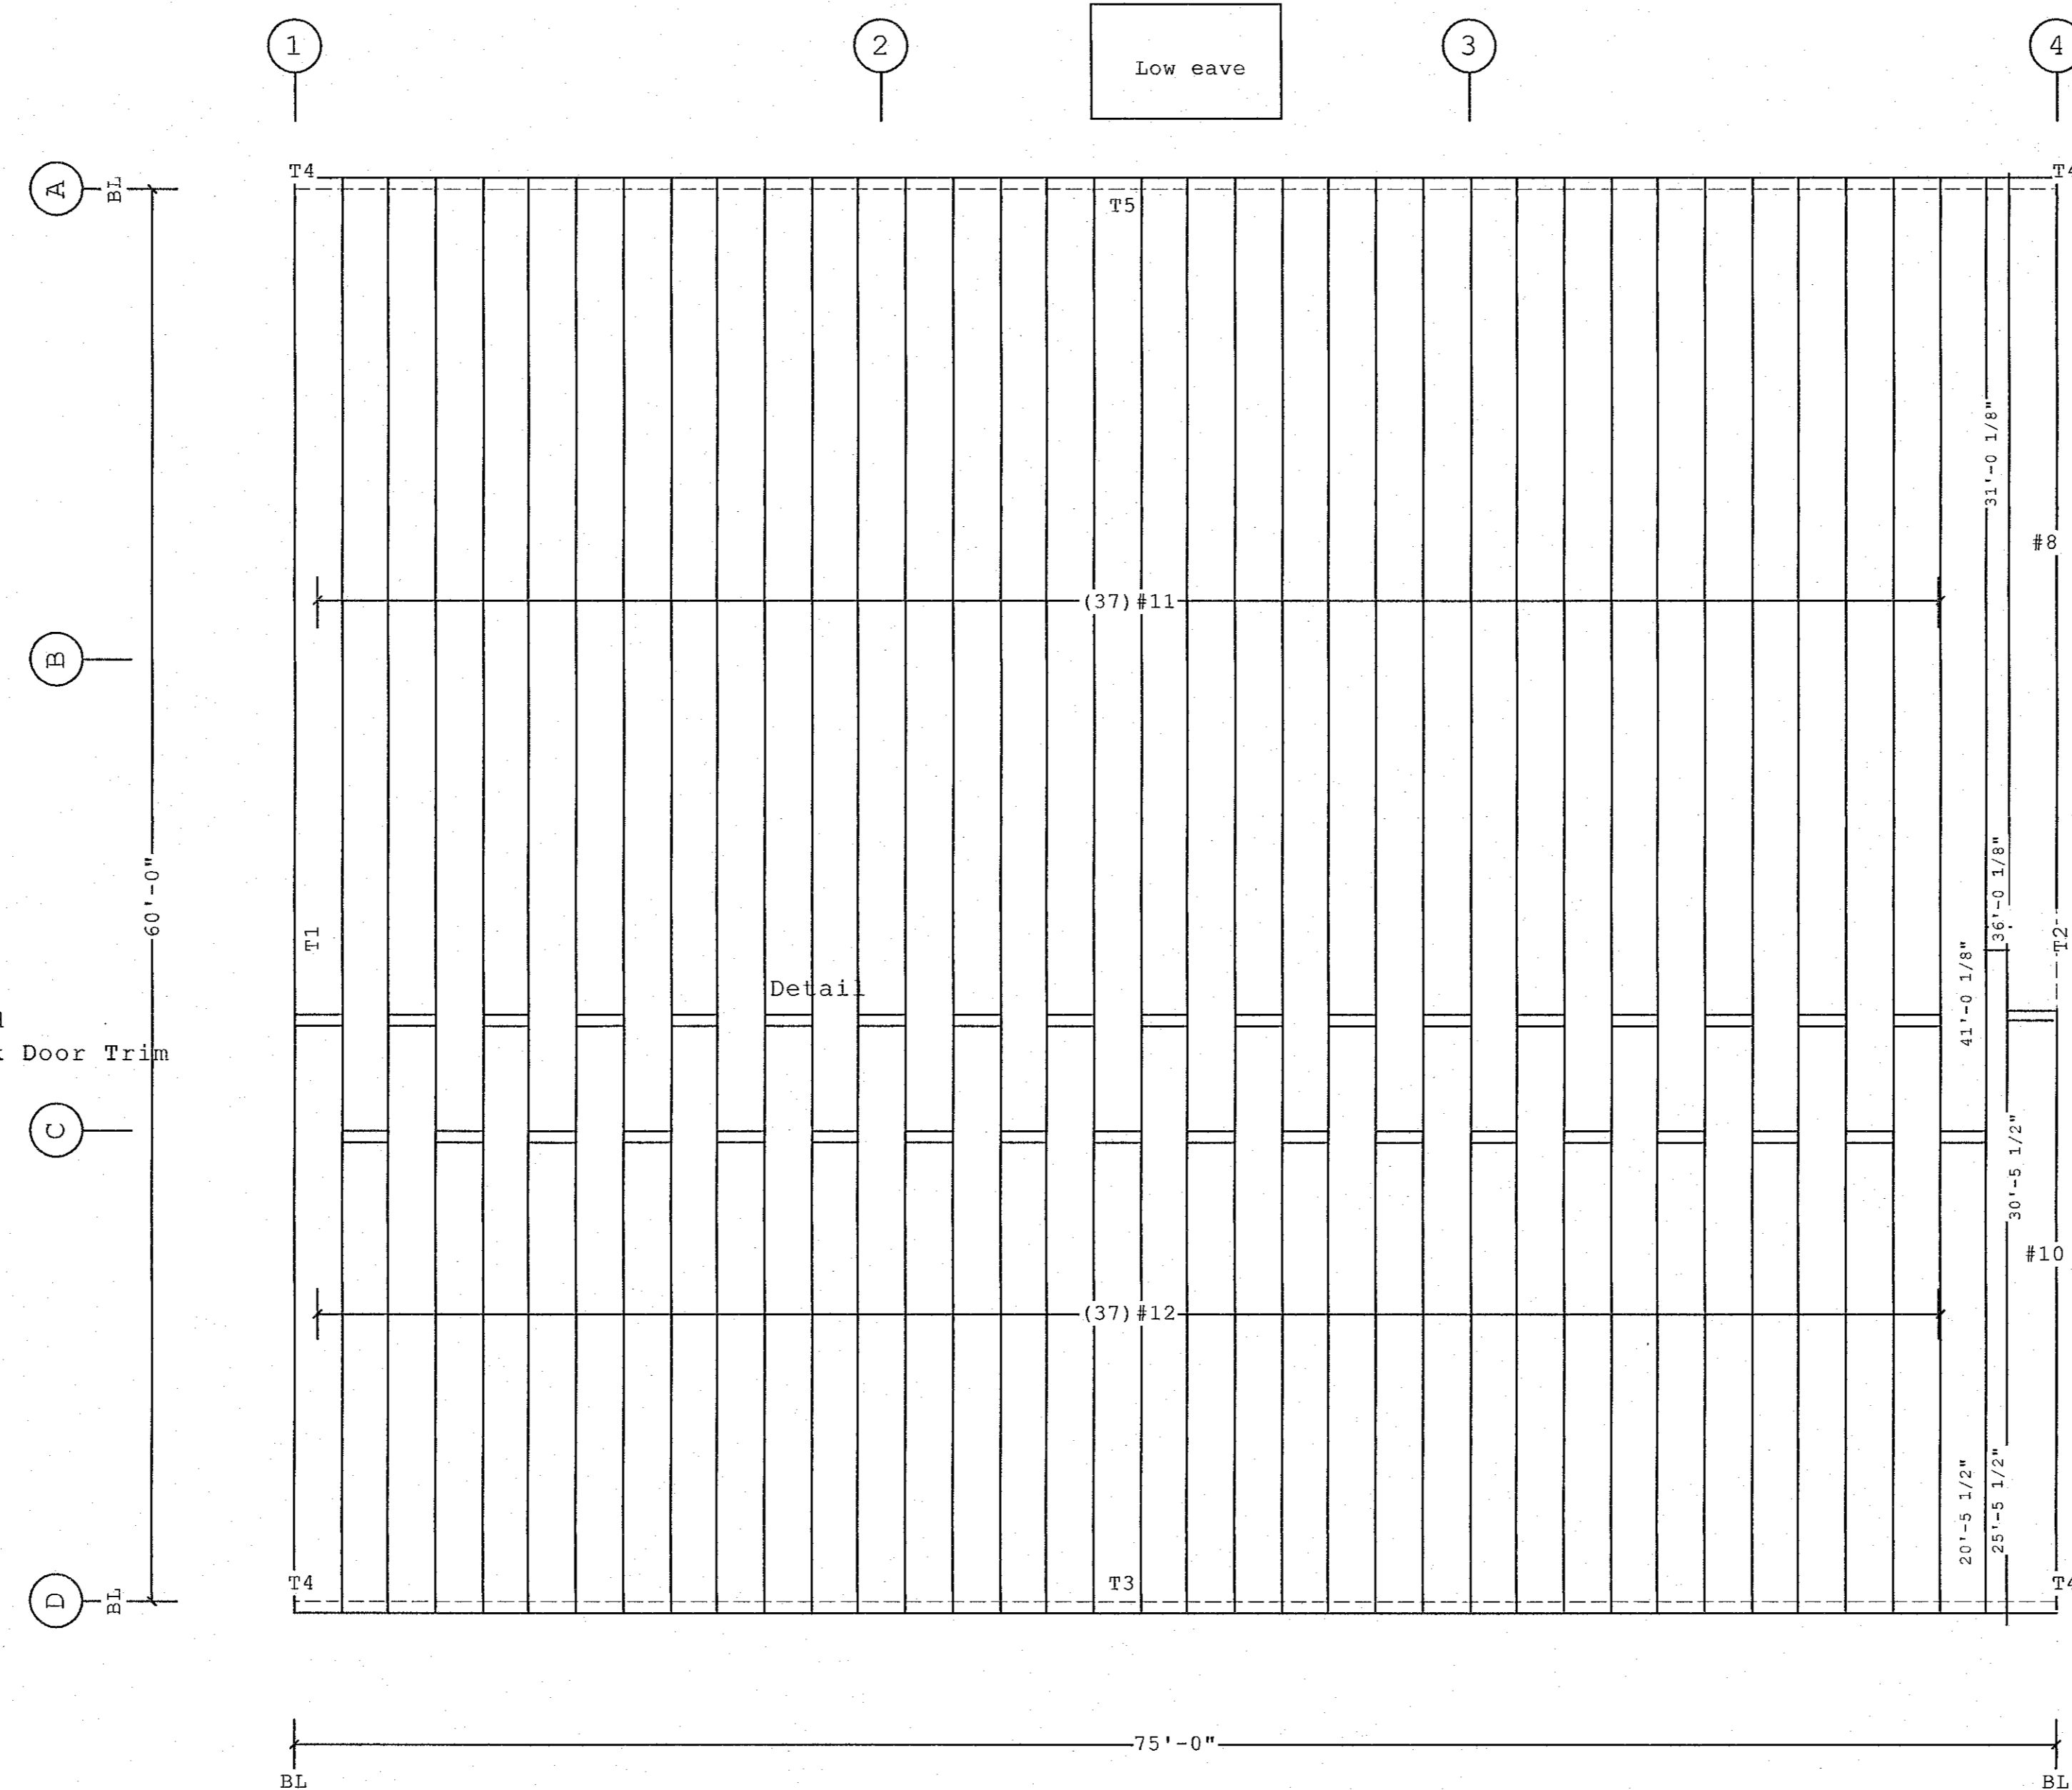 1
2
3
4
Low eave
A
BL
T4
T4
T5
31'-0 1/8"
#8
(37)#11
B
60'-0"
36'-0 1/8"
T1
T2
41'-0 1/8"
Detail
Door Trim
C
30'-5 1/2"
#10
(37)#12
20'-5 1/2"
25'-5 1/2"
D
BL
T4
T3
T4
75'-0"
BL
BL